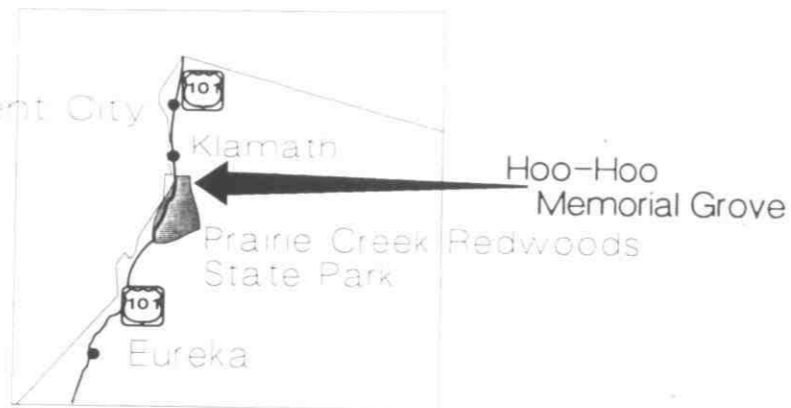 101
ent City
Klamath
Hoo-Hoo
Memorial Grove
Prairie Creek Redwoods
State Park
101
Eureka